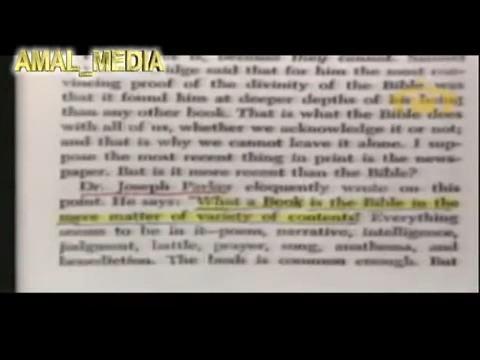 AMAL_MEDIA
said that for him the most con-
vincing proof of the divinity of the Bible was
that it found him at deeper depths of
than any other book. That is what the Bible does
with all of us, whether we acknowledge it or not;
and that is why we cannot leave it alone. I sup-
pose the most recent thing in print is the news-
paper. But is it more recent than the Bible?
Dr. Joseph Parker eloquently wrote on this
point. He says: "What a Book is the Bible in the
mere matter of variety of contents! Everything
seems to be in it—poem, narrative, intelligence,
judgment, battle, prayer, song, anathema, and
benediction. The book is common enough. But